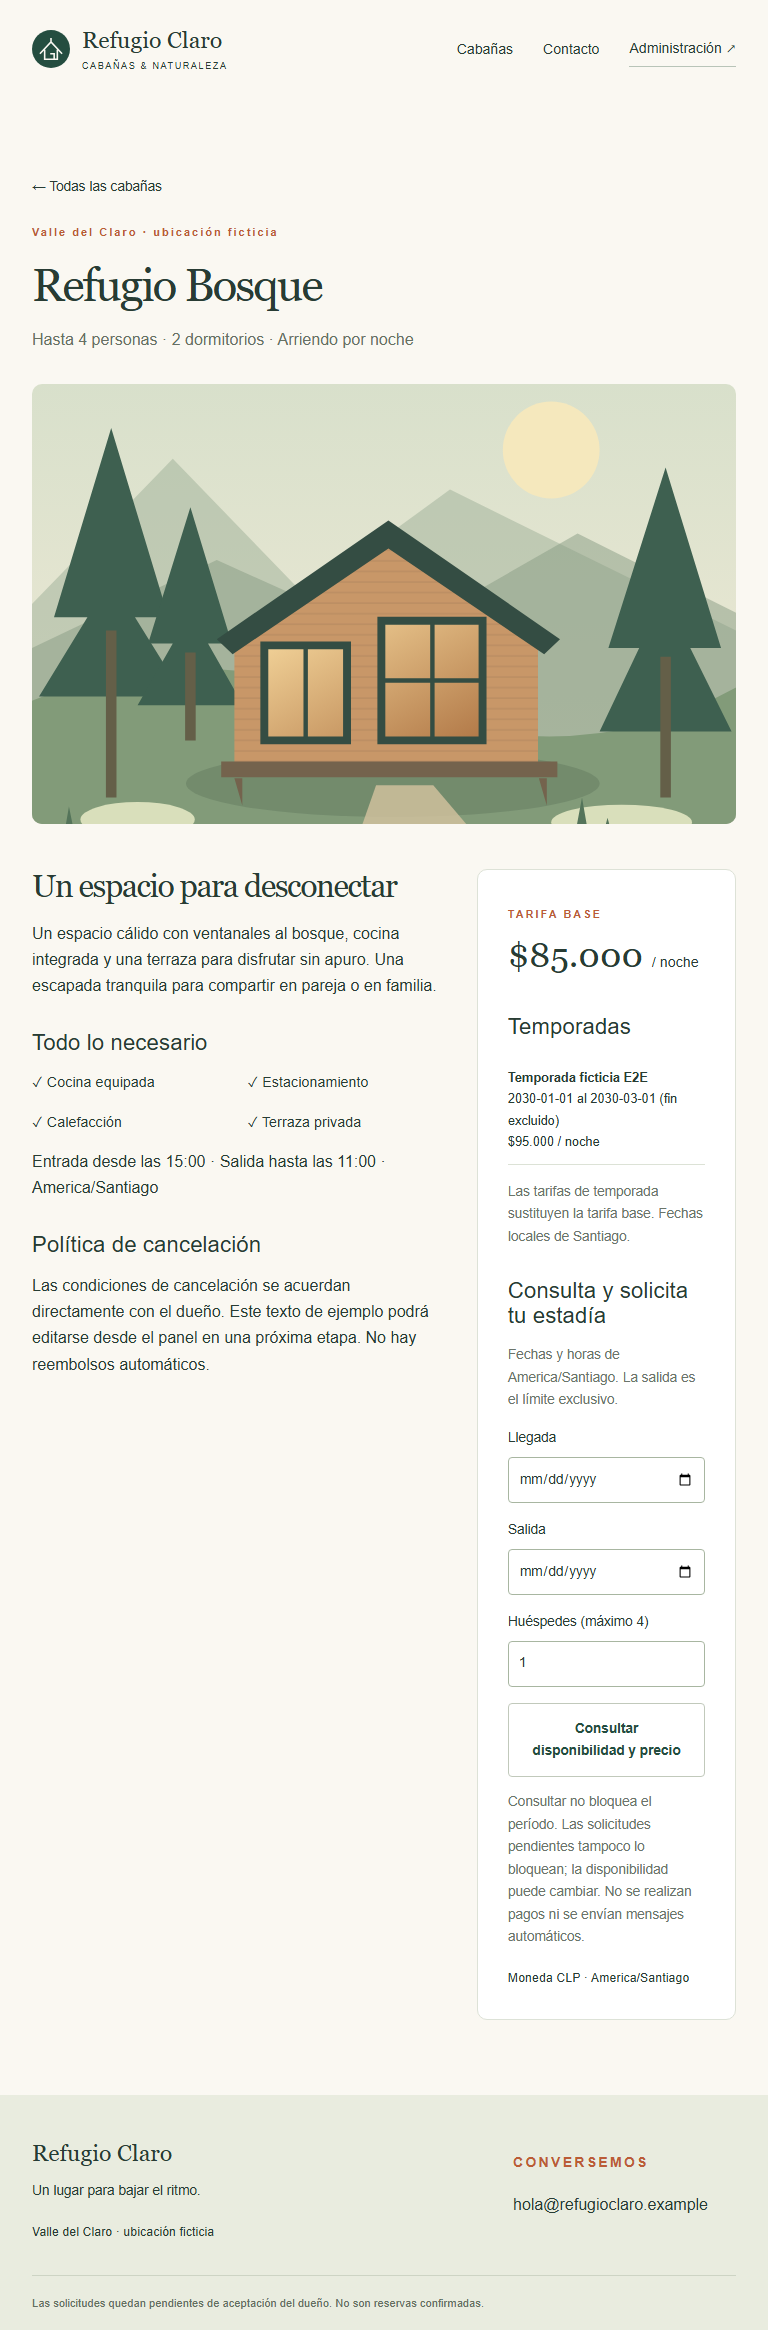 Refugio Claro
CABAÑAS & NATURALEZA
Cabañas
Contacto
Administración ↗
← Todas las cabañas
Valle del Claro · ubicación ficticia
Refugio Bosque
Hasta 4 personas · 2 dormitorios · Arriendo por noche
Un espacio para desconectar
Un espacio cálido con ventanales al bosque, cocina
integrada y una terraza para disfrutar sin apuro. Una
escapada tranquila para compartir en pareja o en familia.
Todo lo necesario
✓ Cocina equipada
✓ Estacionamiento
✓ Calefacción
✓ Terraza privada
Entrada desde las 15:00 · Salida hasta las 11:00 ·
America/Santiago
Política de cancelación
Las condiciones de cancelación se acuerdan
directamente con el dueño. Este texto de ejemplo podrá
editarse desde el panel en una próxima etapa. No hay
reembolsos automáticos.
TARIFA BASE
$85.000 / noche
Temporadas
Temporada ficticia E2E
2030-01-01 al 2030-03-01 (fin
excluido)
$95.000 / noche
Las tarifas de temporada
sustituyen la tarifa base. Fechas
locales de Santiago.
Consulta y solicita
tu estadía
Fechas y horas de
America/Santiago. La salida es
el límite exclusivo.
Llegada
mm/dd/yyyy
Salida
mm/dd/yyyy
Huéspedes (máximo 4)
1
Consultar
disponibilidad y precio
Consultar no bloquea el
período. Las solicitudes
pendientes tampoco lo
bloquean; la disponibilidad
puede cambiar. No se realizan
pagos ni se envían mensajes
automáticos.
Moneda CLP · America/Santiago
Refugio Claro
Un lugar para bajar el ritmo.
Valle del Claro · ubicación ficticia
CONVERSEMOS
hola@refugioclaro.example
Las solicitudes quedan pendientes de aceptación del dueño. No son reservas confirmadas.